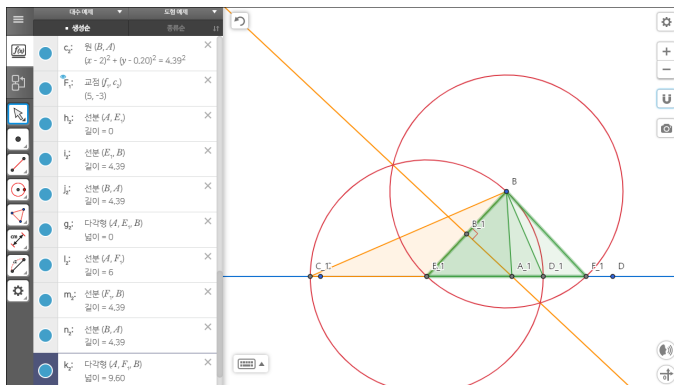 대수 예제 ▼ 도형 예제 ▼
• 생성순 종류순 ↓↑
f(x)
c₂: 원 (B, A)
(x - 2)² + (y - 0.20)² = 4.39²
F₁: 교점 (f, c₂)
(5, -3)
h₂: 선분 (A, E₁)
길이 = 0
i₂: 선분 (E₁, B)
길이 = 4.39
j₂: 선분 (B, A)
길이 = 4.39
g₂: 다각형 (A, E₁, B)
넓이 = 0
l₂: 선분 (A, F₁)
길이 = 6
m₂: 선분 (F₁, B)
길이 = 4.39
n₂: 선분 (B, A)
길이 = 4.39
k₂: 다각형 (A, F₁, B)
넓이 = 9.60
B
B_1
C_1
F_1
A_1
D_1
F_1
D